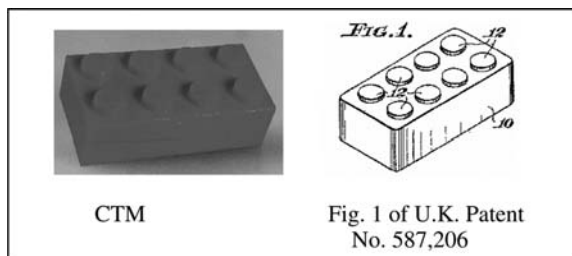 FIG. 1.
12
12
10
CTM
Fig. 1 of U.K. Patent
No. 587,206